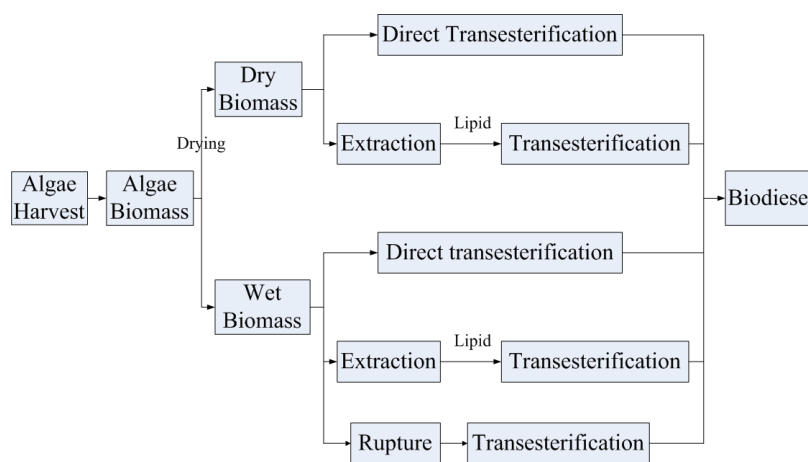 Direct Transesterification
Dry
Biomass
Drying
Extraction
Lipid
Transesterification
Algae
Harvest
Algae
Biomass
Biodiese
Direct transesterification
Wet
Biomass
Extraction
Lipid
Transesterification
Rupture
Transesterification